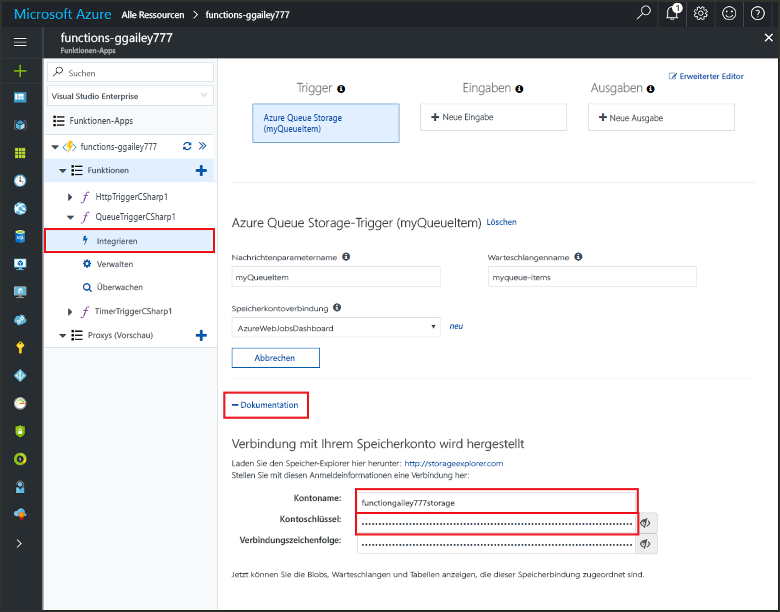 Microsoft Azure Alle Ressourcen > functions-ggailey777
1
functions-ggailey777
Funktionen-Apps
Suchen
Visual Studio Enterprise
Funktionen-Apps
functions-ggailey777
Funktionen
HttpTriggerCSharp1
QueueTriggerCSharp1
Integrieren
Verwalten
Überwachen
TimerTriggerCSharp1
Proxys (Vorschau)
Erweiterter Editor
Trigger
Eingaben
Ausgaben
Azure Queue Storage
(myQueueItem)
Neue Eingabe
Neue Ausgabe
Azure Queue Storage-Trigger (myQueueItem) Löschen
Nachrichtenparametername
Warteschlangenname
myQueueItem
myqueue-items
Speicherkontoverbindung
AzureWebJobsDashboard
neu
Abbrechen
Dokumentation
Verbindung mit Ihrem Speicherkonto wird hergestellt
Laden Sie den Speicher-Explorer hier herunter: http://storageexplorer.com
Stellen Sie mit diesen Anmeldeinformationen eine Verbindung her:
Kontoname: functiongailey777storage
Kontoschlüssel:
Verbindungszeichenfolge:
Jetzt können Sie die Blobs, Warteschlangen und Tabellen anzeigen, die dieser Speicherbindung zugeordnet sind.